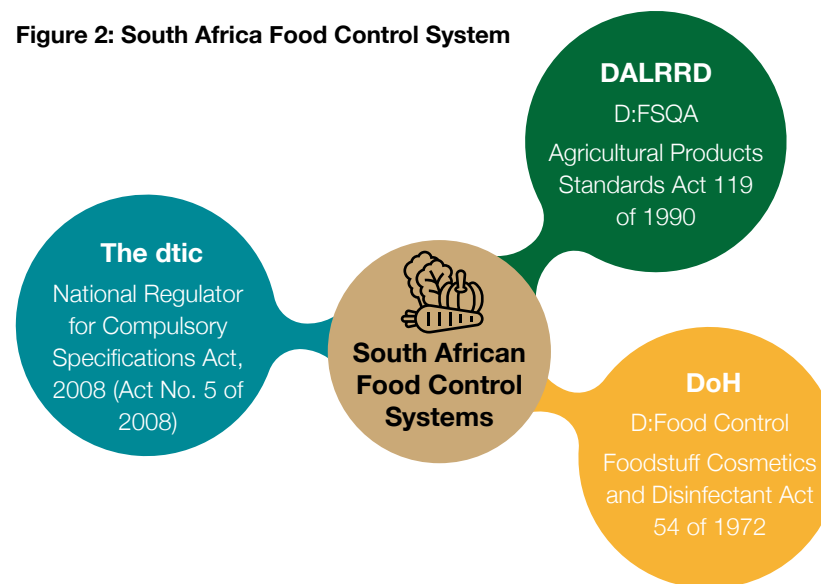 Figure 2: South Africa Food Control System
DALRRD
D:FSQA
Agricultural Products
Standards Act 119
of 1990
The dtic
National Regulator
for Compulsory
Specifications Act,
2008 (Act No. 5 of
2008)
South African
Food Control
Systems
DoH
D:Food Control
Foodstuff Cosmetics
and Disinfectant Act
54 of 1972